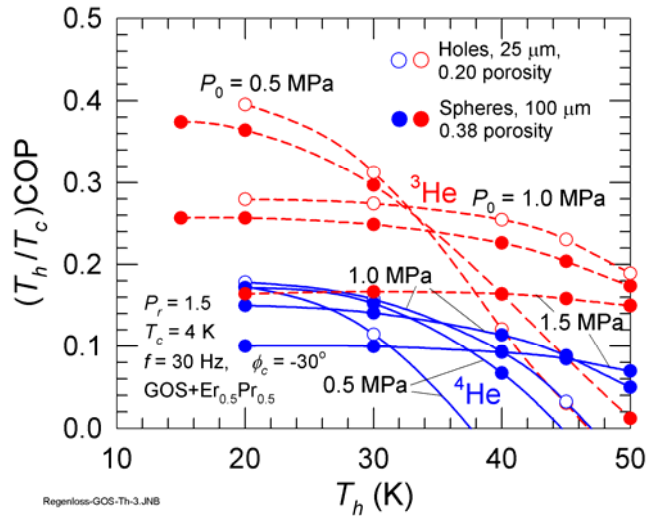 0.5
0.4
0.3
0.2
0.1
0.0
(T_h/T_c)COP
P_0 = 0.5 MPa
Holes, 25 μm,
0.20 porosity
Spheres, 100 μm
0.38 porosity
³He
P_0 = 1.0 MPa
1.0 MPa
1.5 MPa
P_r = 1.5
T_c = 4 K
f = 30 Hz, ϕ_c = -30°
GOS+Er_0.5Pr_0.5
0.5 MPa
⁴He
10 20 30 40 50
T_h (K)
Regenloss-GOS-Th-3.JNB